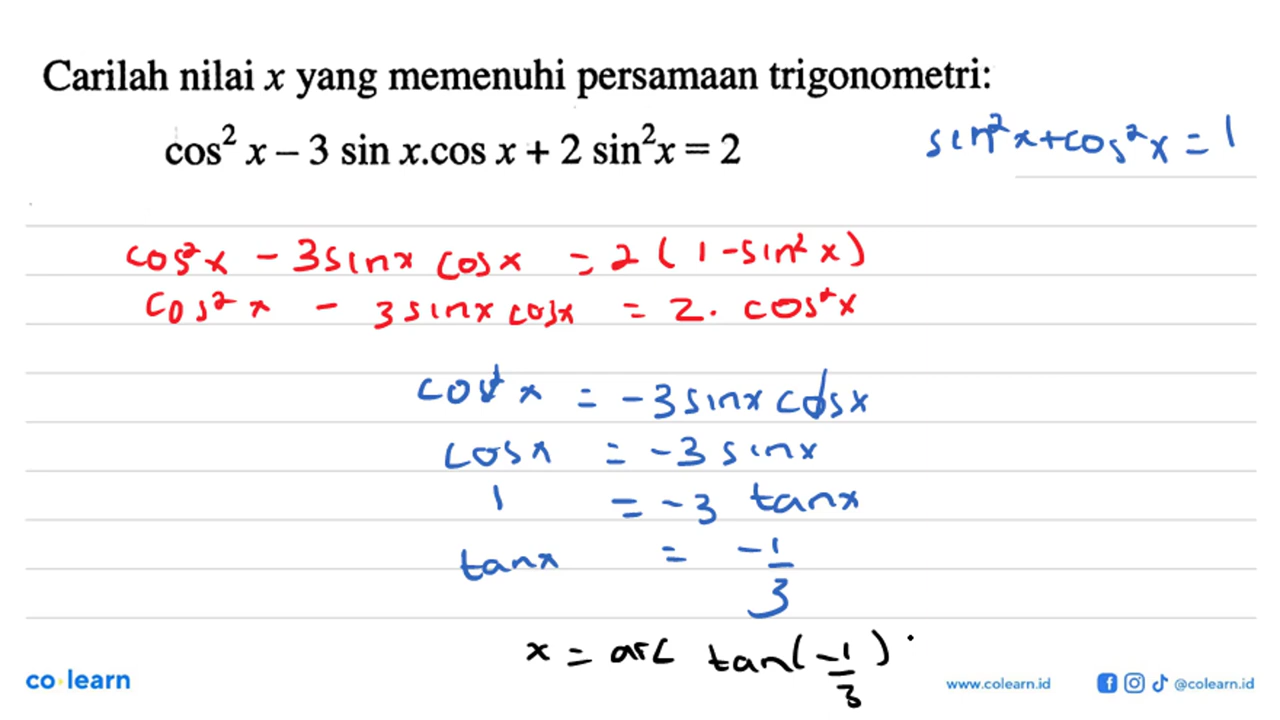 Carilah nilai x yang memenuhi persamaan trigonometri:
cos² x – 3 sin x.cos x + 2 sin²x = 2
sin²x+cos²x = 1
cos²x - 3sinx cosx = 2 (1-sin²x)
cos²x - 3sinx cosx = 2. cos²x
cos²x = -3sinx cosx
cosx = -3 sinx
1 = -3 tanx
tanx = -1/3
x = arc tan(-1/3).
co learn
www.colearn.id
@colearn.id